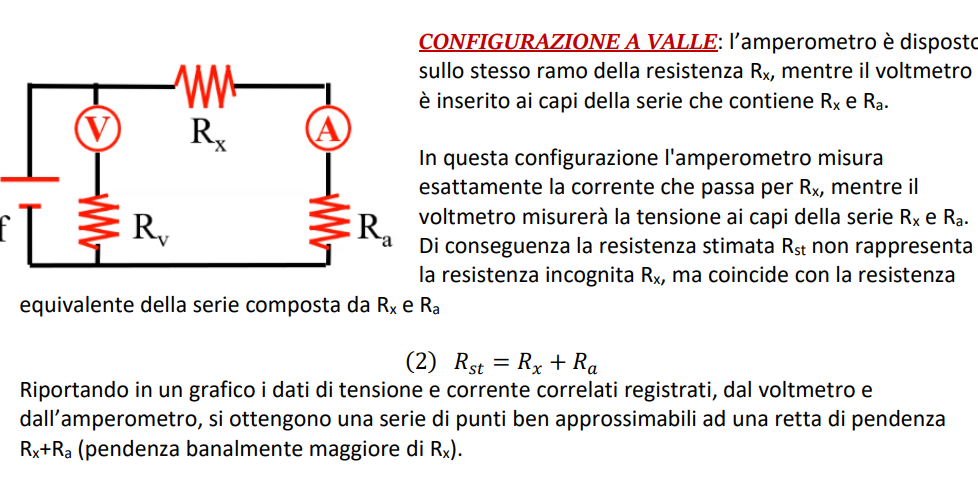 CONFIGURAZIONE A VALLE: l’amperometro è disposto
sullo stesso ramo della resistenza Rx, mentre il voltmetro
è inserito ai capi della serie che contiene Rx e Ra.
V
Rx
A
In questa configurazione l'amperometro misura
esattamente la corrente che passa per Rx, mentre il
voltmetro misurerà la tensione ai capi della serie Rx e Ra.
f
Rv
Ra
Di conseguenza la resistenza stimata Rst non rappresenta
la resistenza incognita Rx, ma coincide con la resistenza
equivalente della serie composta da Rx e Ra
(2) Rst = Rx + Ra
Riportando in un grafico i dati di tensione e corrente correlati registrati, dal voltmetro e
dall’amperometro, si ottengono una serie di punti ben approssimabili ad una retta di pendenza
Rx+Ra (pendenza banalmente maggiore di Rx).